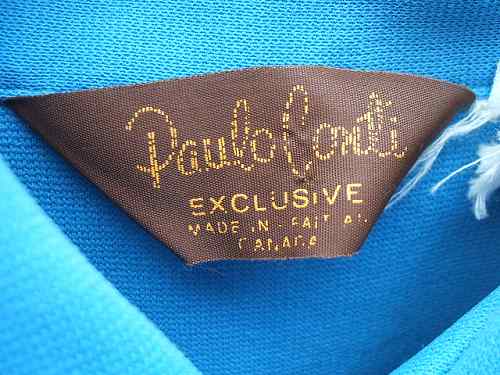 Paulo Conti
EXCLUSIVE
MADE IN - FAIT AU
CANADA